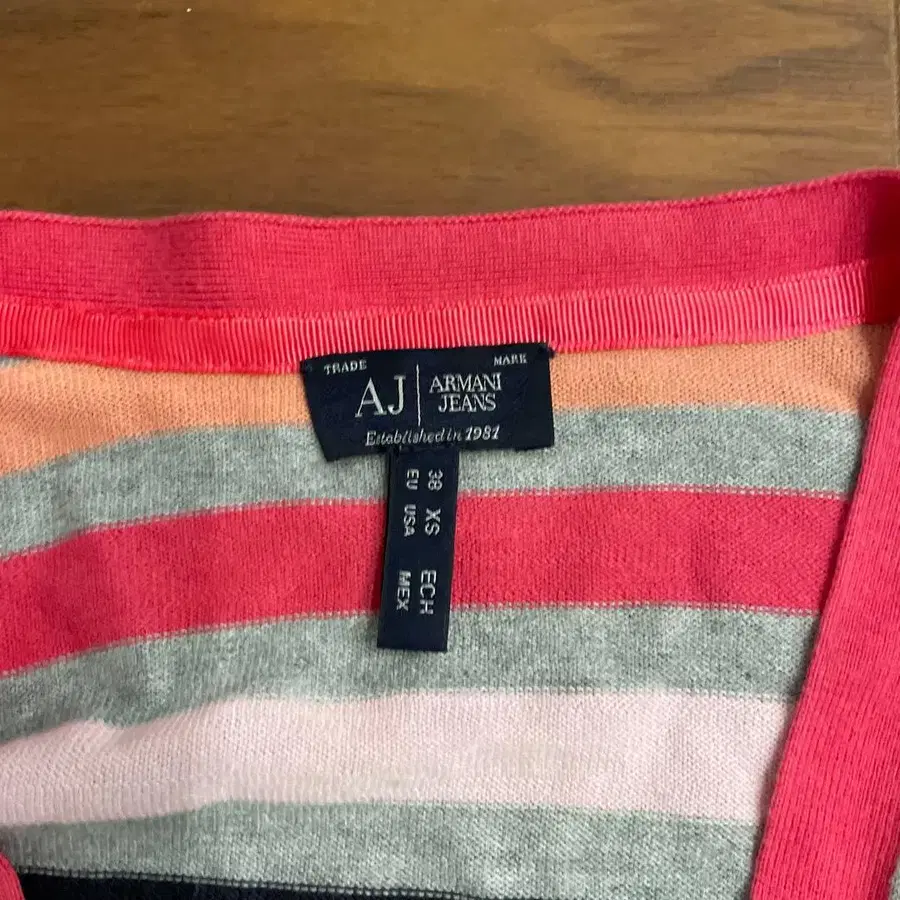 TRADE MARK
AJ ARMANI
JEANS
Established in 1981
38 XS ECH
EU USA MEX